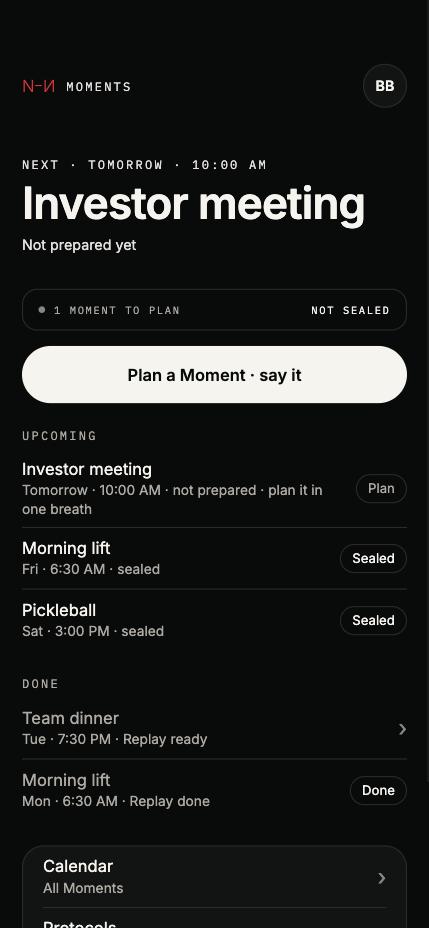 N–И MOMENTS
BB
NEXT · TOMORROW · 10:00 AM
Investor meeting
Not prepared yet
1 MOMENT TO PLAN
NOT SEALED
Plan a Moment · say it
UPCOMING
Investor meeting
Tomorrow · 10:00 AM · not prepared · plan it in
one breath
Plan
Morning lift
Fri · 6:30 AM · sealed
Sealed
Pickleball
Sat · 3:00 PM · sealed
Sealed
DONE
Team dinner
Tue · 7:30 PM · Replay ready
Morning lift
Mon · 6:30 AM · Replay done
Done
Calendar
All Moments
Protocols